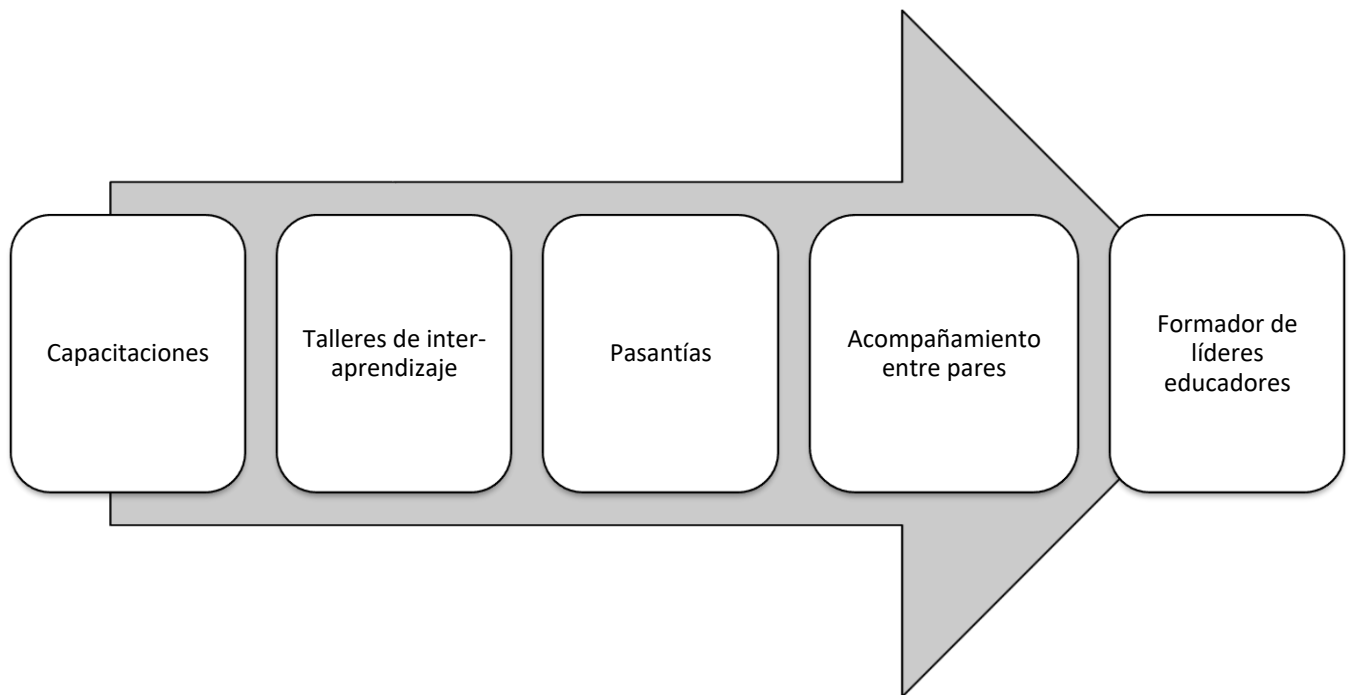 Capacitaciones
Talleres de inter-
aprendizaje
Pasantías
Acompañamiento
entre pares
Formador de
líderes
educadores